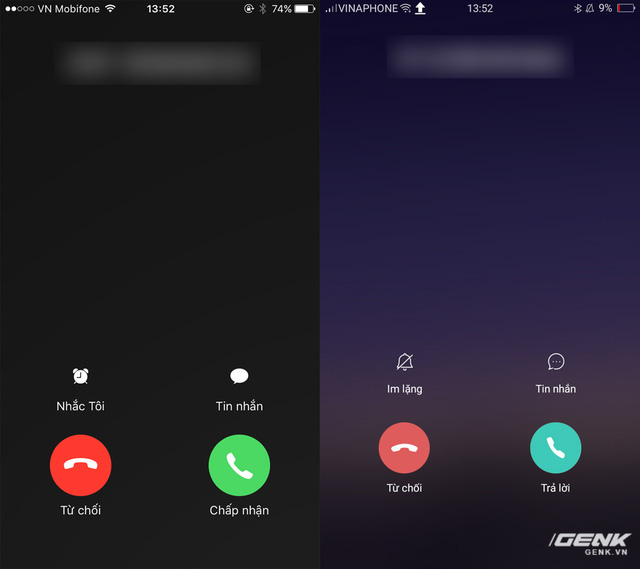 VN Mobifone 13:52 74%
Nhắc Tôi Tin nhắn
Từ chối Chấp nhận
VINAPHONE 13:52 9%
Im lặng Tin nhắn
Từ chối Trả lời
GENK
GENK.VN